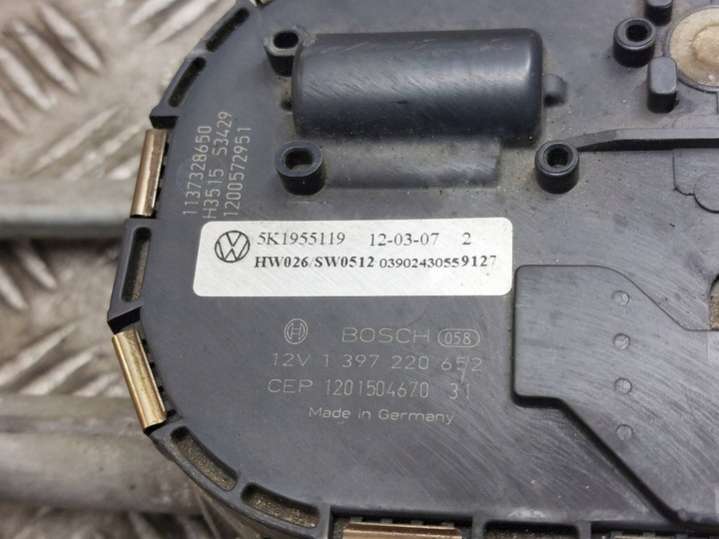 1137328650
H3515 S3429
1200572951
5K1955119 12-03-07 2
HW026/SW0512 03902430559127
BOSCH 058
12V 1 397 220 652
CEP 1201504670 31
Made in Germany